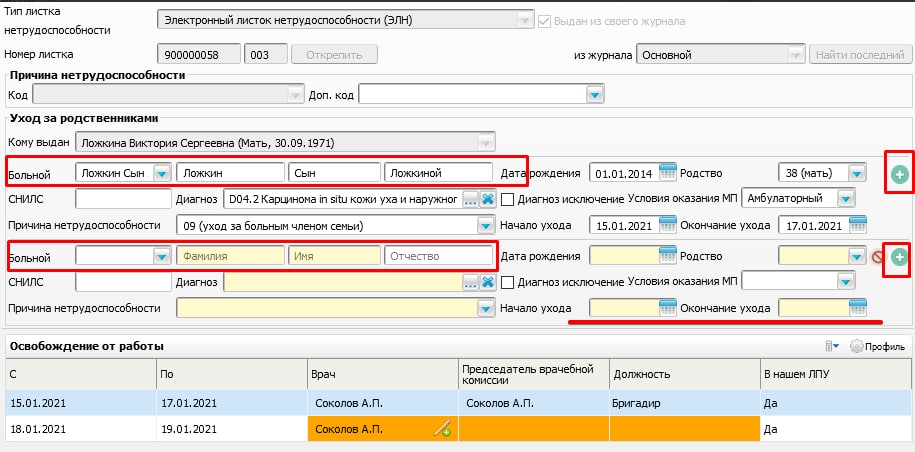 Тип листка нетрудоспособности Электронный листок нетрудоспособности (ЭЛН) Выдан из своего журнала
Номер листка 900000058 003 Открепить из журнала Основной Найти последний
Причина нетрудоспособности
Код Доп. код
Уход за родственниками
Кому выдан Ложкина Виктория Сергеевна (Мать, 30.09.1971)
Больной Ложкин Сын Ложкин Сын Ложкиной Дата рождения 01.01.2014 Родство 38 (мать)
СНИЛС Диагноз D04.2 Карцинома in situ кожи уха и наружног ... Диагноз исключение Условия оказания МП Амбулаторный
Причина нетрудоспособности 09 (уход за больным членом семьи) Начало ухода 15.01.2021 Окончание ухода 17.01.2021
Больной Фамилия Имя Отчество Дата рождения Родство
СНИЛС Диагноз ... Диагноз исключение Условия оказания МП
Причина нетрудоспособности Начало ухода Окончание ухода
Освобождение от работы Профиль
С По Врач Председатель врачебной комиссии Должность В нашем ЛПУ
15.01.2021 17.01.2021 Соколов А.П. Соколов А.П. Бригадир Да
18.01.2021 19.01.2021 Соколов А.П. Да